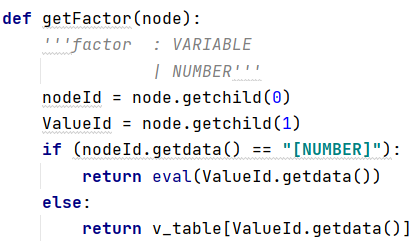 def getFactor(node):
    '''factor  : VARIABLE
               | NUMBER'''
    nodeId = node.getchild(0)
    ValueId = node.getchild(1)
    if (nodeId.getdata() == "[NUMBER]"):
        return eval(ValueId.getdata())
    else:
        return v_table[ValueId.getdata()]